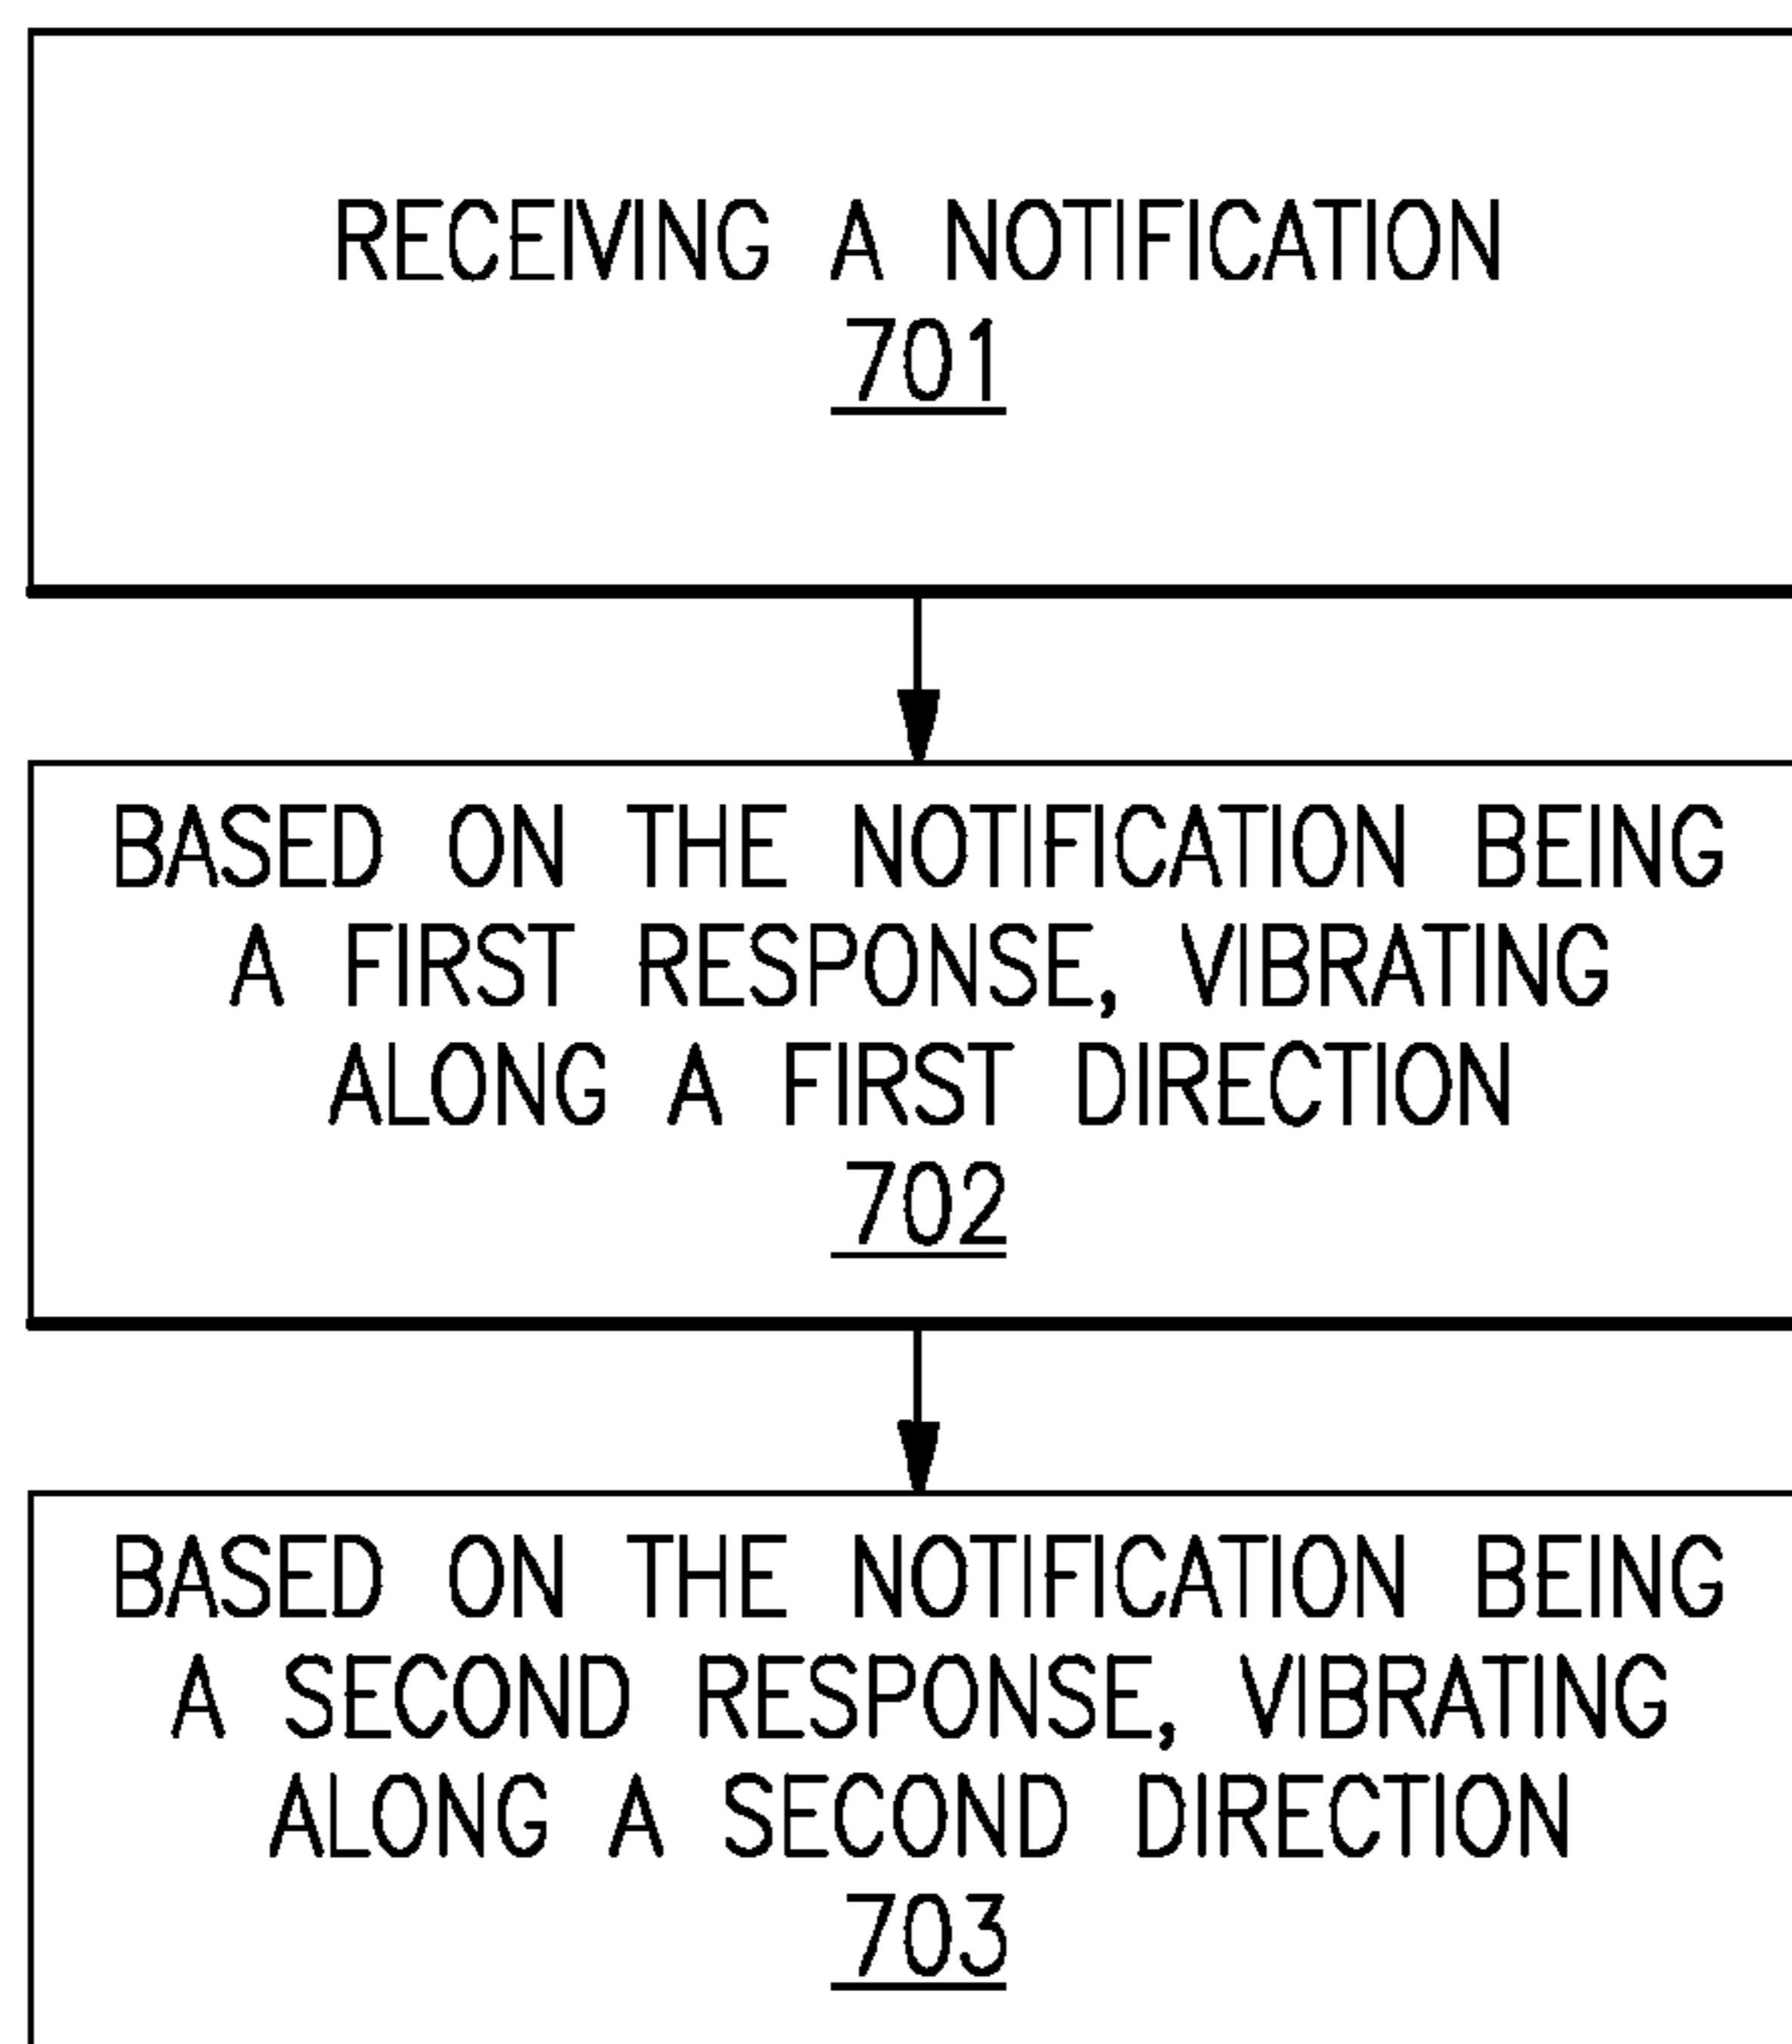 RECEIVING A NOTIFICATION
701
BASED ON THE NOTIFICATION BEING
A FIRST RESPONSE, VIBRATING
ALONG A FIRST DIRECTION
702
BASED ON THE NOTIFICATION BEING
A SECOND RESPONSE, VIBRATING
ALONG A SECOND DIRECTION
703